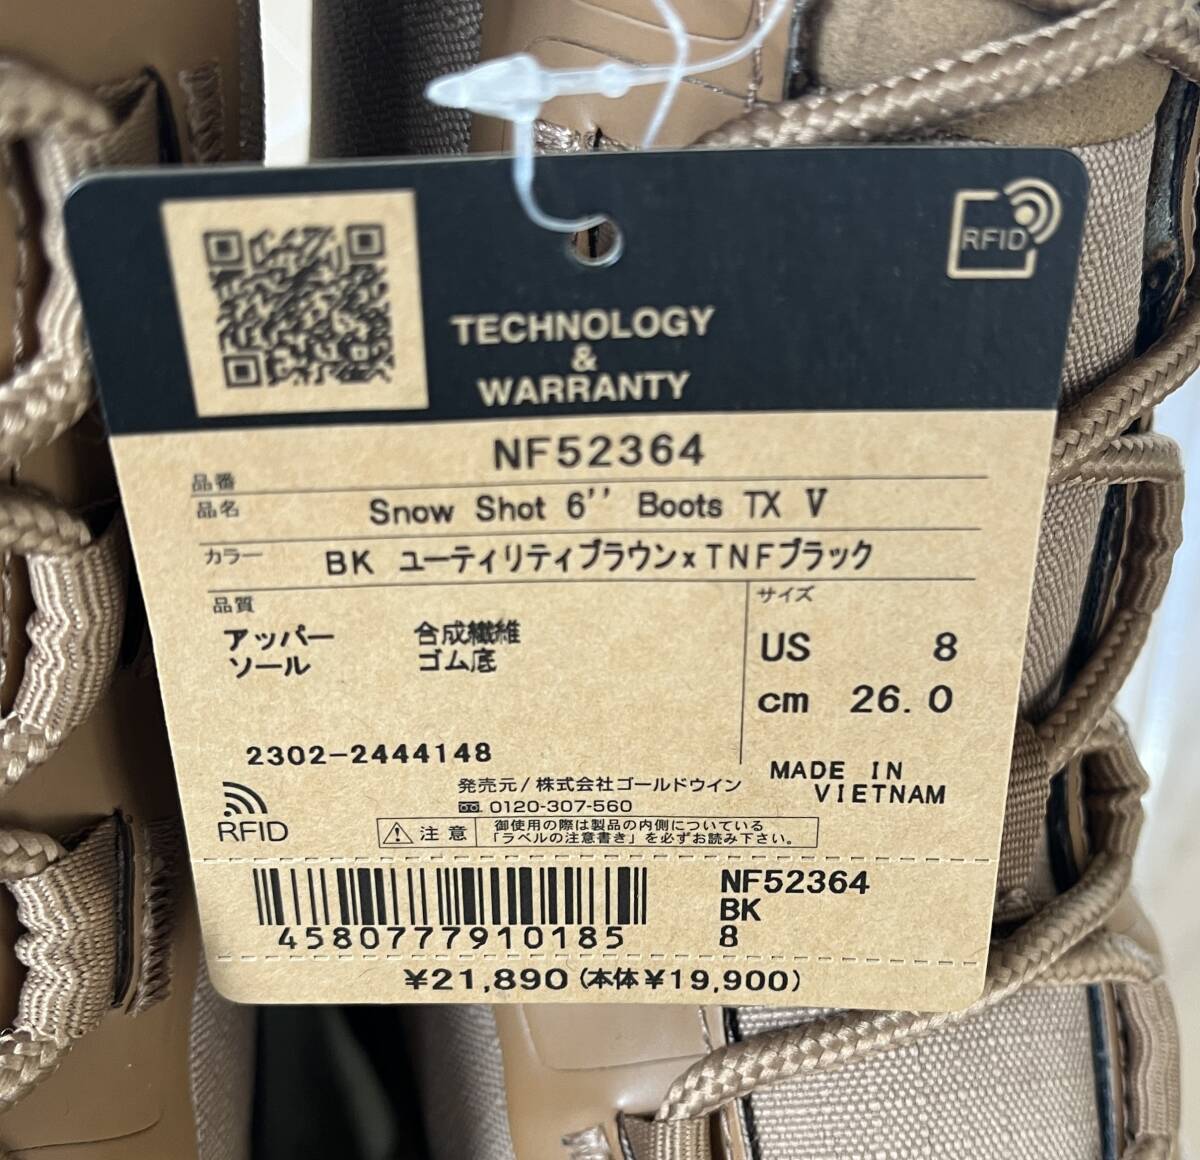 RFID
TECHNOLOGY
&
WARRANTY
品番 NF52364
品名 Snow Shot 6'' Boots TX V
カラー BK ユーティリティブラウンxTNFブラック
品質
アッパー 合成繊維
ソール ゴム底
サイズ
US 8
cm 26.0
2302-2444148
MADE IN
VIETNAM
発売元/株式会社ゴールドウイン
0120-307-560
RFID
注意
御使用の際は製品の内側についている
「ラベルの注意書き」を必ずお読み下さい。
4580777910185
NF52364
BK
8
¥21,890(本体¥19,900)